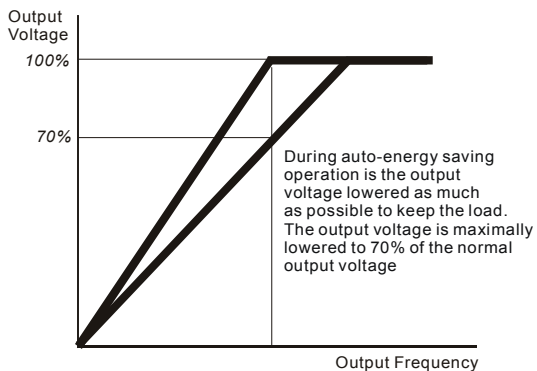 Output
Voltage
100%
70%
During auto-energy saving
operation is the output
voltage lowered as much
as possible to keep the load.
The output voltage is maximally
lowered to 70% of the normal
output voltage
Output Frequency